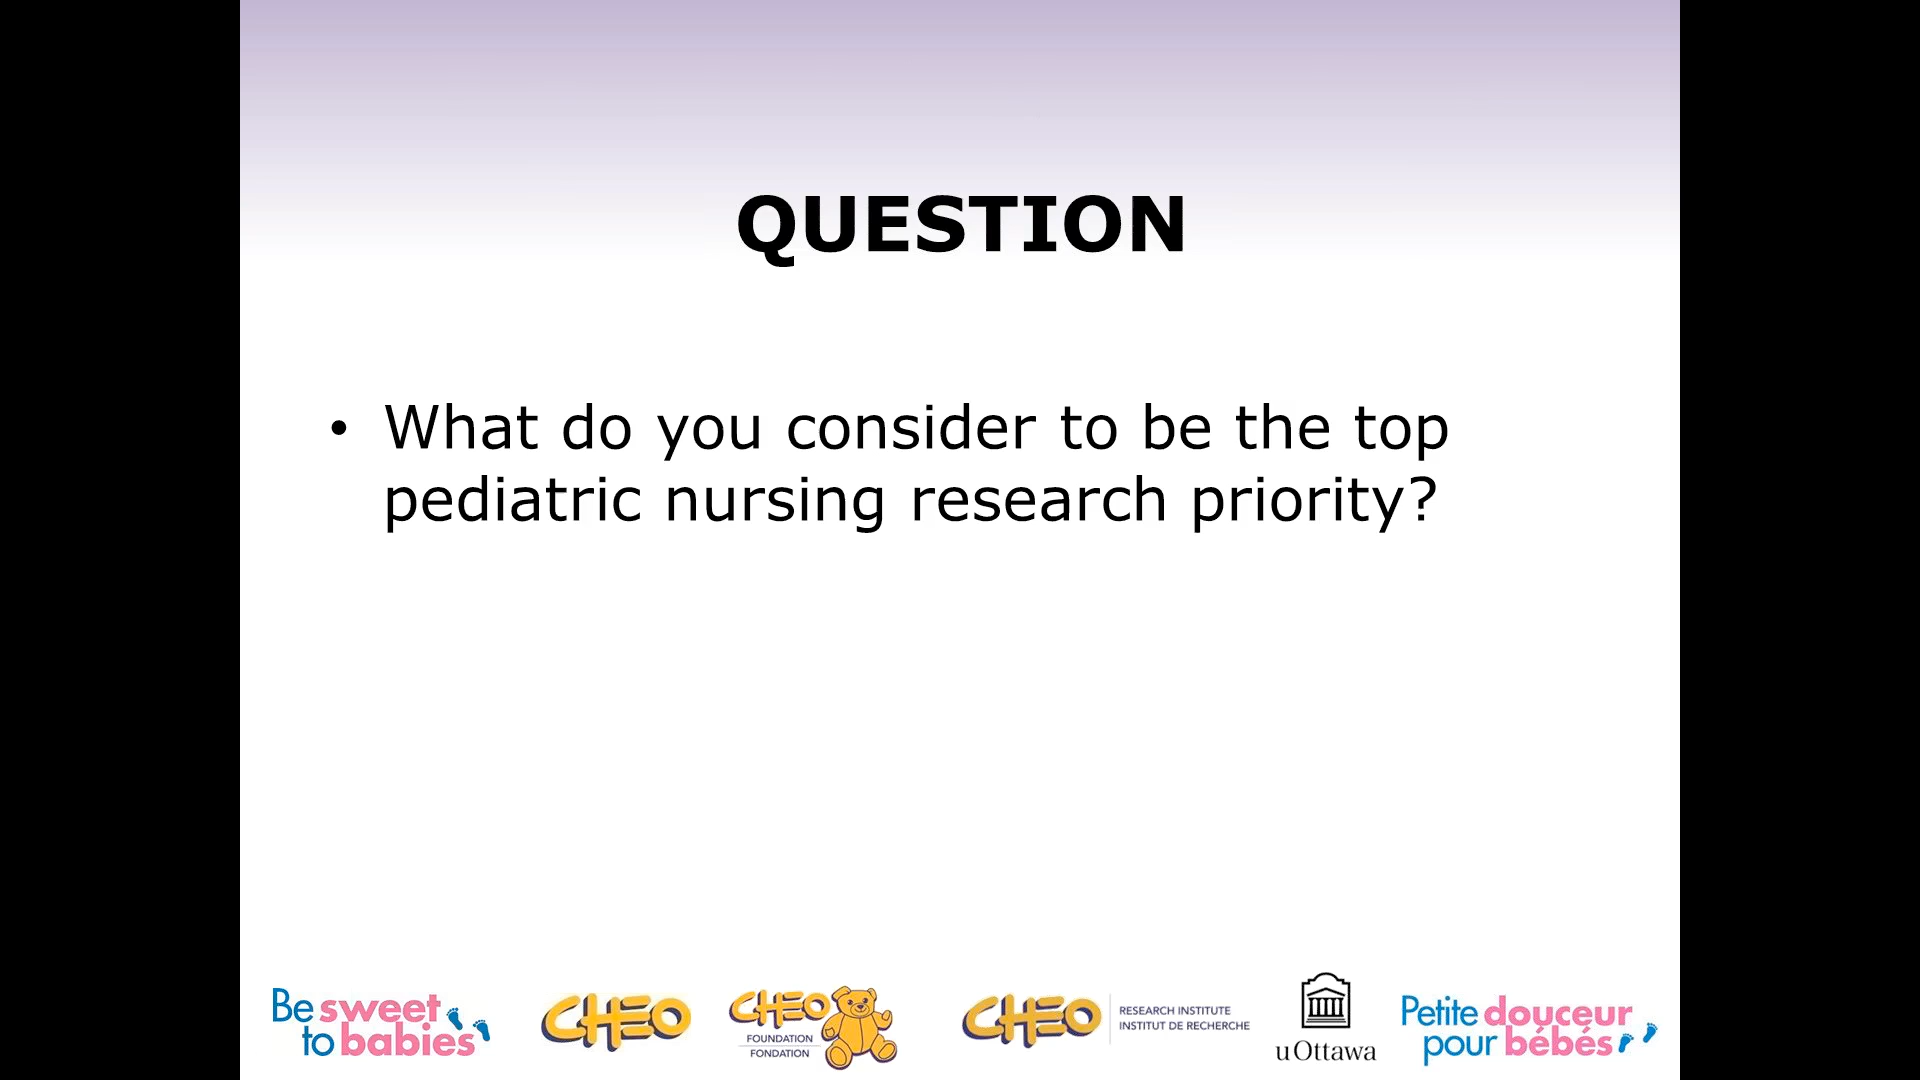 QUESTION
• What do you consider to be the top
pediatric nursing research priority?
Be sweet
to babies
CHEO
CHEO
FOUNDATION
FONDATION
CHEO
RESEARCH INSTITUTE
INSTITUT DE RECHERCHE
uOttawa
Petite douceur
pour bébés